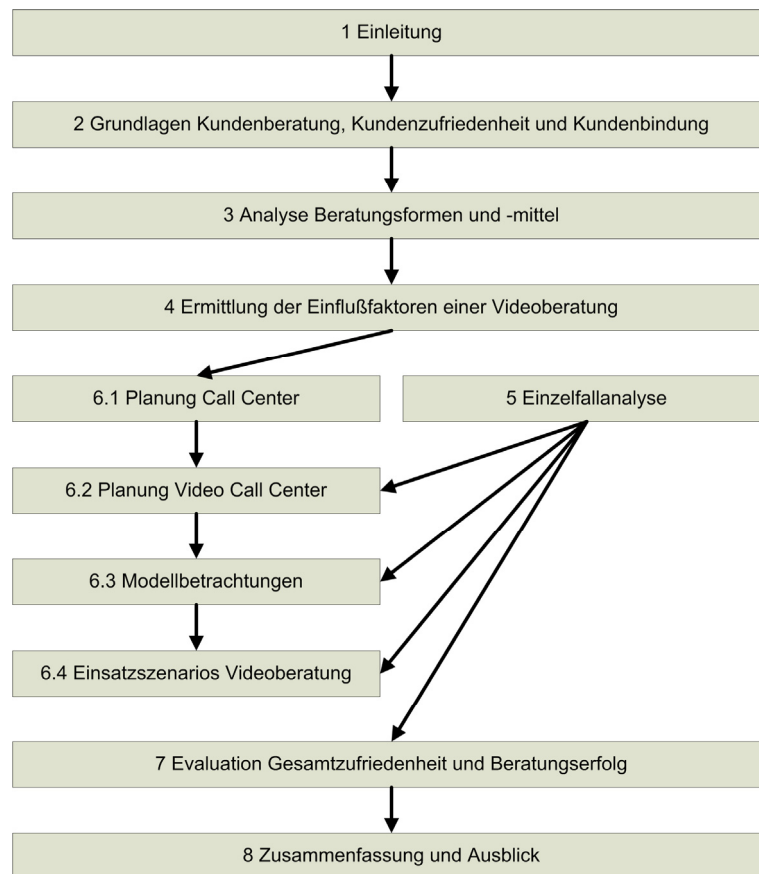 1 Einleitung
2 Grundlagen Kundenberatung, Kundenzufriedenheit und Kundenbindung
3 Analyse Beratungsformen und -mittel
4 Ermittlung der Einflußfaktoren einer Videoberatung
6.1 Planung Call Center
5 Einzelfallanalyse
6.2 Planung Video Call Center
6.3 Modellbetrachtungen
6.4 Einsatzszenarios Videoberatung
7 Evaluation Gesamtzufriedenheit und Beratungserfolg
8 Zusammenfassung und Ausblick